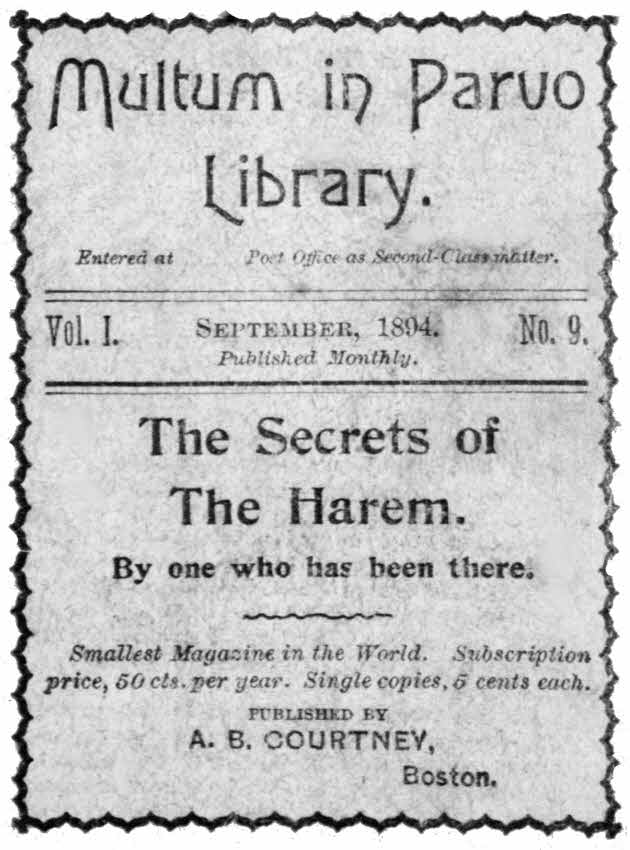 Multum in Parvo
Library.
Entered at Post Office as Second-Class matter.
Vol. I. SEPTEMBER, 1894. No. 9.
Published Monthly.
The Secrets of
The Harem.
By one who has been there.
Smallest Magazine in the World. Subscription
price, 50 cts. per year. Single copies, 5 cents each.
PUBLISHED BY
A. B. COURTNEY,
Boston.